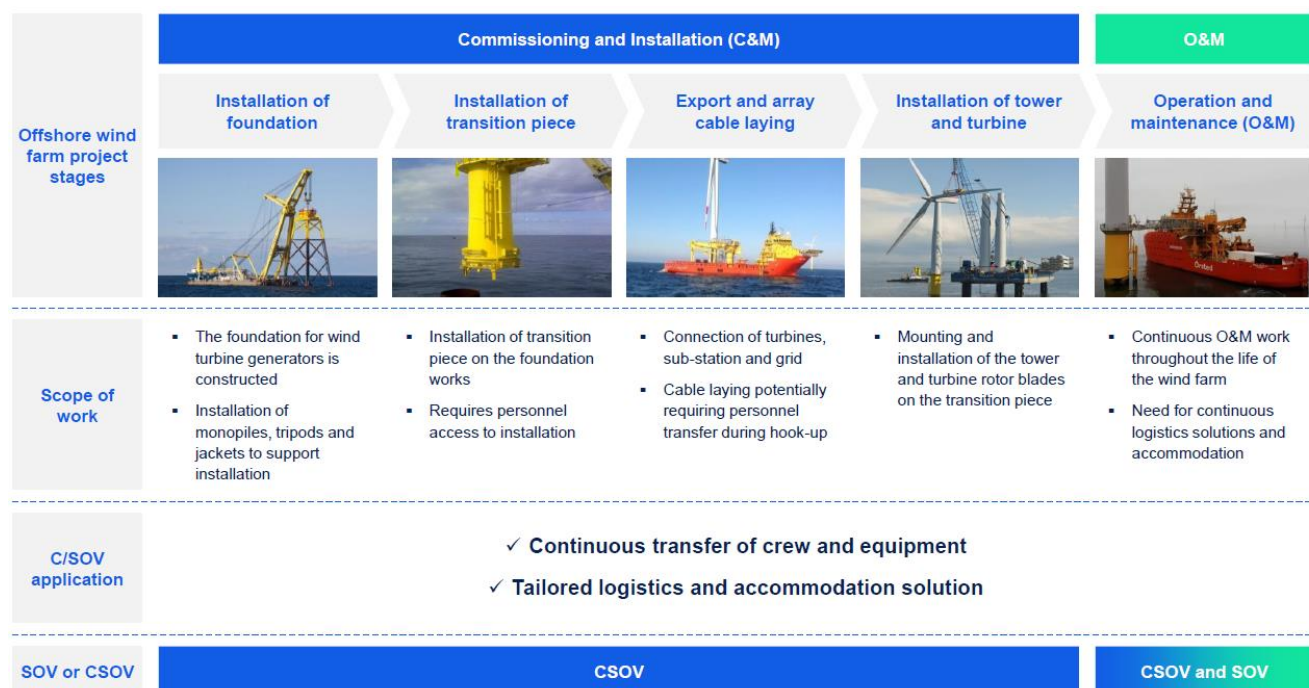 Commissioning and Installation (C&M)
O&M
Offshore wind
farm project
stages
Installation of
foundation
Installation of
transition piece
Export and array
cable laying
Installation of tower
and turbine
Operation and
maintenance (O&M)
Orsted
Scope of
work
▪ The foundation for wind
turbine generators is
constructed
▪ Installation of
monopiles, tripods and
jackets to support
installation
▪ Installation of transition
piece on the foundation
works
▪ Requires personnel
access to installation
▪ Connection of turbines,
sub-station and grid
▪ Cable laying potentially
requiring personnel
transfer during hook-up
▪ Mounting and
installation of the tower
and turbine rotor blades
on the transition piece
▪ Continuous O&M work
throughout the life of
the wind farm
▪ Need for continuous
logistics solutions and
accommodation
C/SOV
application
✓ Continuous transfer of crew and equipment
✓ Tailored logistics and accommodation solution
SOV or CSOV
CSOV
CSOV and SOV